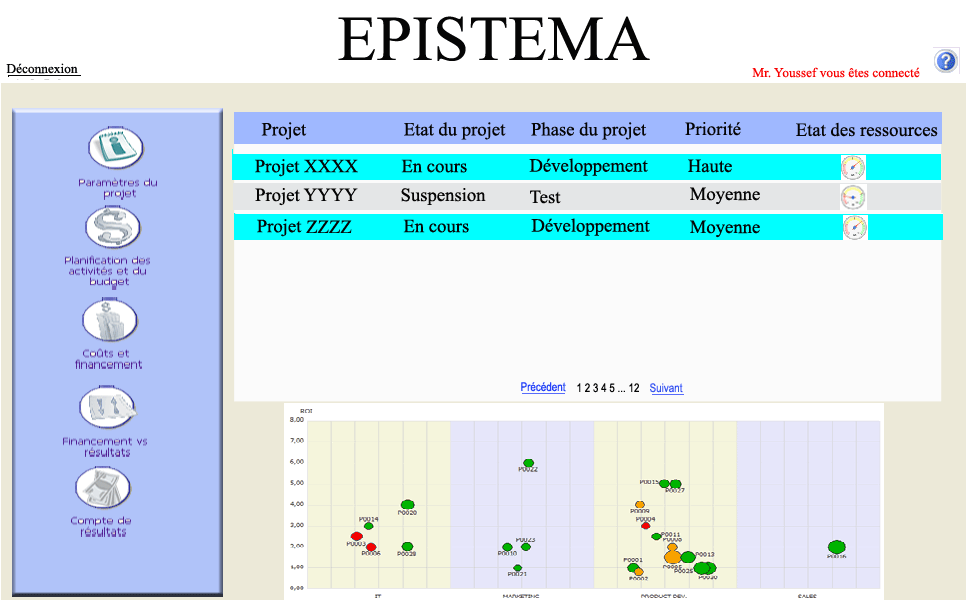 EPISTEMA
Déconnexion
Mr. Youssef vous êtes connecté
?
Paramètres du
projet
Planification des
activités et du
budget
Coûts et
financement
Financement vs
résultats
Compte de
résultats
Projet Etat du projet Phase du projet Priorité Etat des ressources
Projet XXXX En cours Développement Haute
Projet YYYY Suspension Test Moyenne
Projet ZZZZ En cours Développement Moyenne
Précédent 1 2 3 4 5 ... 12 Suivant
ROI
8,00
7,00
6,00
P0022
5,00
P0015
P0027
4,00
P0020
P0009
3,00
P0014
P0004
P0011
P0003
P0008
2,00
P0006
P0028
P0010
P0023
P0013
P0016
P0001
P0005
1,00
P0021
P0025
P0002
P0030
0,00
IT MARKETING PRODUCT DEV. SALES